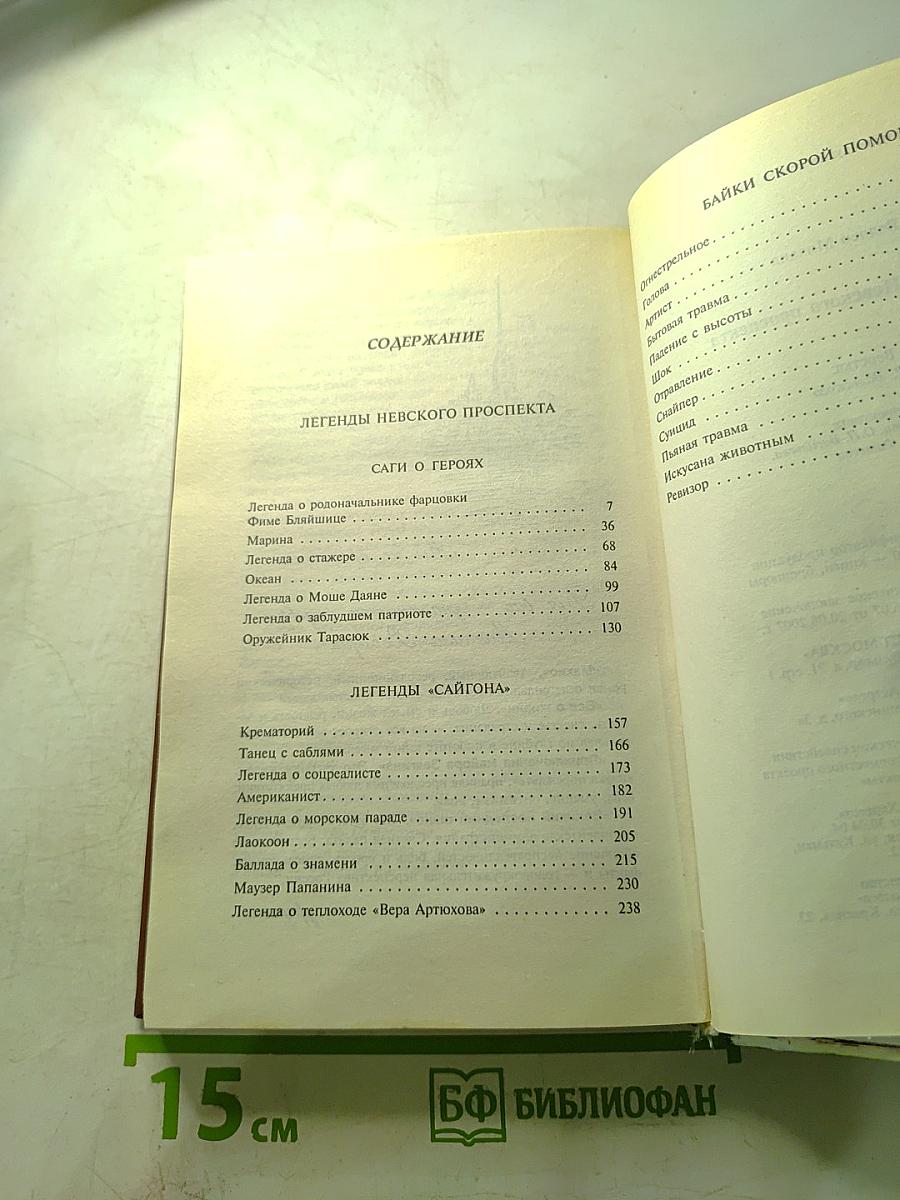 СОДЕРЖАНИЕ
ЛЕГЕНДЫ НЕВСКОГО ПРОСПЕКТА
САГИ О ГЕРОЯХ
Легенда о родоначальнике фарцовки
Фиме Бляйшице . . . . . . . . . . . . . . . . . . . . . . . . 7
Марина . . . . . . . . . . . . . . . . . . . . . . . . . . . . . 36
Легенда о стажере . . . . . . . . . . . . . . . . . . . . . . . 68
Океан . . . . . . . . . . . . . . . . . . . . . . . . . . . . . . 84
Легенда о Моше Даяне . . . . . . . . . . . . . . . . . . . . 99
Легенда о заблудшем патриоте . . . . . . . . . . . . . . . 107
Оружейник Тарасюк . . . . . . . . . . . . . . . . . . . . . . 130
ЛЕГЕНДЫ «САЙГОНА»
Крематорий . . . . . . . . . . . . . . . . . . . . . . . . . . 157
Танец с саблями . . . . . . . . . . . . . . . . . . . . . . . . 166
Легенда о соцреалисте . . . . . . . . . . . . . . . . . . . . 173
Американист . . . . . . . . . . . . . . . . . . . . . . . . . . 182
Легенда о морском параде . . . . . . . . . . . . . . . . . . 191
Лаокоон . . . . . . . . . . . . . . . . . . . . . . . . . . . . . 205
Баллада о знамени . . . . . . . . . . . . . . . . . . . . . . 215
Маузер Папанина . . . . . . . . . . . . . . . . . . . . . . . 230
Легенда о теплоходе «Вера Артюхова» . . . . . . . . . . . . 238
БАЙКИ СКОРОЙ ПОМО
Огнестрельное . . . . . . . . . . . . . . .
Голова . . . . . . . . . . . . . . . . . . .
Артист . . . . . . . . . . . . . . . . . . .
Бытовая травма . . . . . . . . . . . . . .
Падение с высоты . . . . . . . . . . . . .
Шок . . . . . . . . . . . . . . . . . . . . .
Отравление . . . . . . . . . . . . . . . . .
Снайпер . . . . . . . . . . . . . . . . . . .
Суицид . . . . . . . . . . . . . . . . . . .
Пьяная травма . . . . . . . . . . . . . . .
Искусана животным . . . . . . . . . . . .
Ревизор . . . . . . . . . . . . . . . . . . .
15 см
БФ БИБЛИОФАН